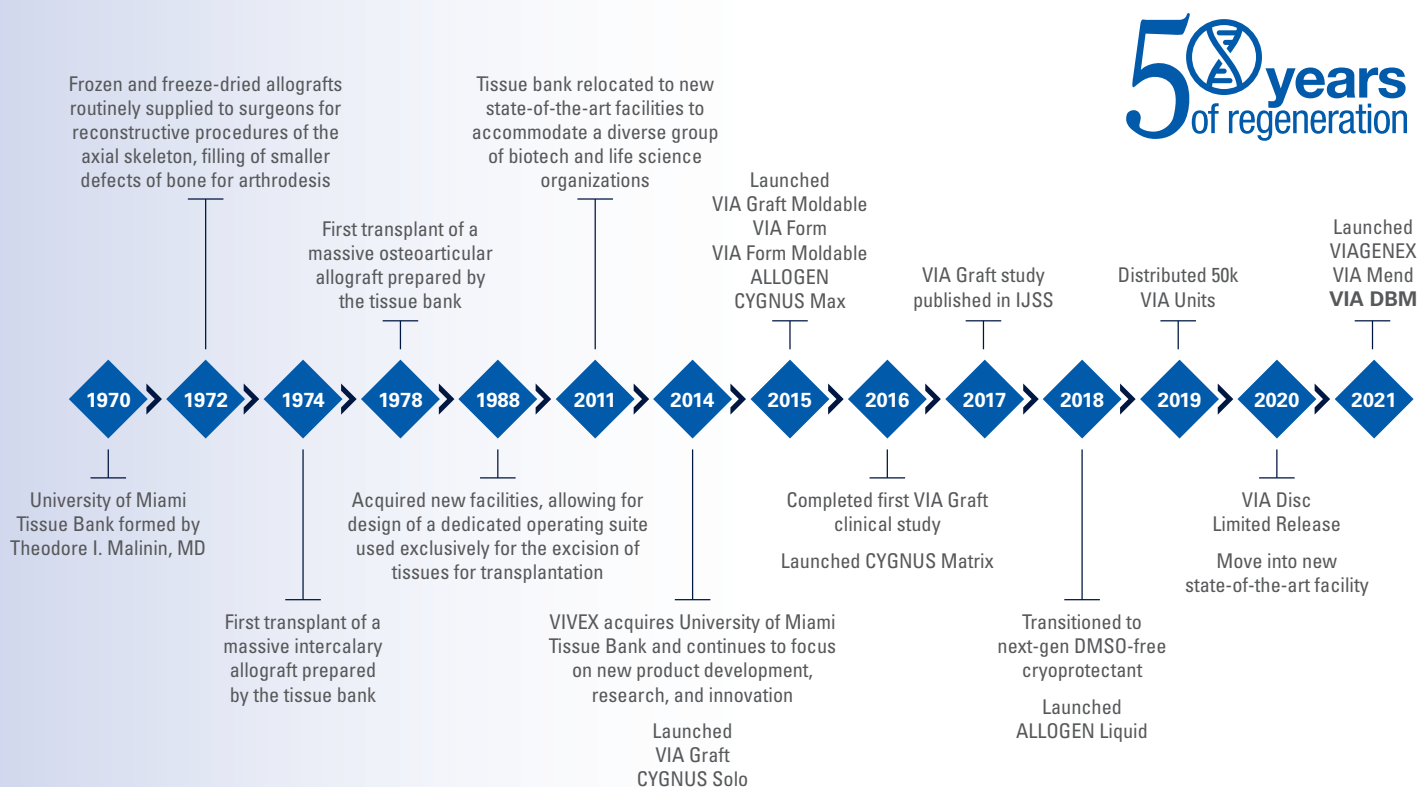 50 years
of regeneration
Frozen and freeze-dried allografts
routinely supplied to surgeons for
reconstructive procedures of the
axial skeleton, filling of smaller
defects of bone for arthrodesis
Tissue bank relocated to new
state-of-the-art facilities to
accommodate a diverse group
of biotech and life science
organizations
First transplant of a
massive osteoarticular
allograft prepared by
the tissue bank
Launched
VIA Graft Moldable
VIA Form
VIA Form Moldable
ALLOGEN
CYGNUS Max
VIA Graft study
published in IJSS
Distributed 50k
VIA Units
Launched
VIAGENEX
VIA Mend
VIA DBM
1970
1972
1974
1978
1988
2011
2014
2015
2016
2017
2018
2019
2020
2021
University of Miami
Tissue Bank formed by
Theodore I. Malinin, MD
First transplant of a
massive intercalary
allograft prepared
by the tissue bank
Acquired new facilities, allowing for
design of a dedicated operating suite
used exclusively for the excision of
tissues for transplantation
VIVEX acquires University of Miami
Tissue Bank and continues to focus
on new product development,
research, and innovation
Launched
VIA Graft
CYGNUS Solo
Completed first VIA Graft
clinical study
Launched CYGNUS Matrix
Transitioned to
next-gen DMSO-free
cryoprotectant
Launched
ALLOGEN Liquid
VIA Disc
Limited Release
Move into new
state-of-the-art facility